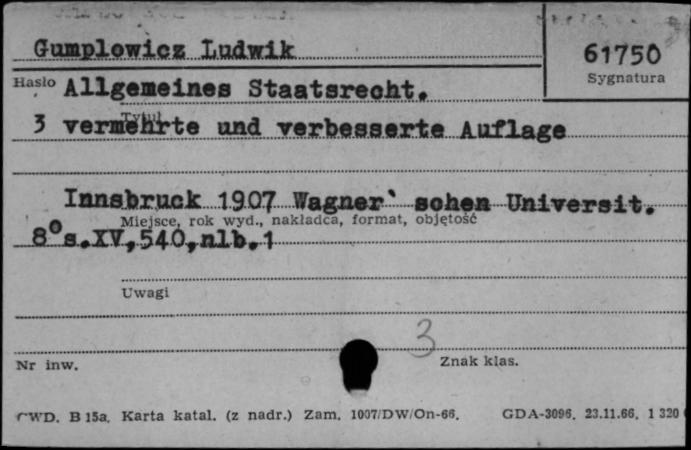 Gumplowicz Ludwik
61750
Sygnatura
Hasło Allgemeines Staatsrecht.
Tytuł
3 vermehrte und verbesserte Auflage
Innsbruck 1907 Wagner` schen Universit.
Miejsce, rok wyd., nakładca, format, objętość
8° s.XV,540,nlb.1
Uwagi
3
Nr inw.
Znak klas.
CWD. B 15a. Karta katal. (z nadr.) Zam. 1007/DW/On-66. GDA-3096. 23.11.66. 1 320